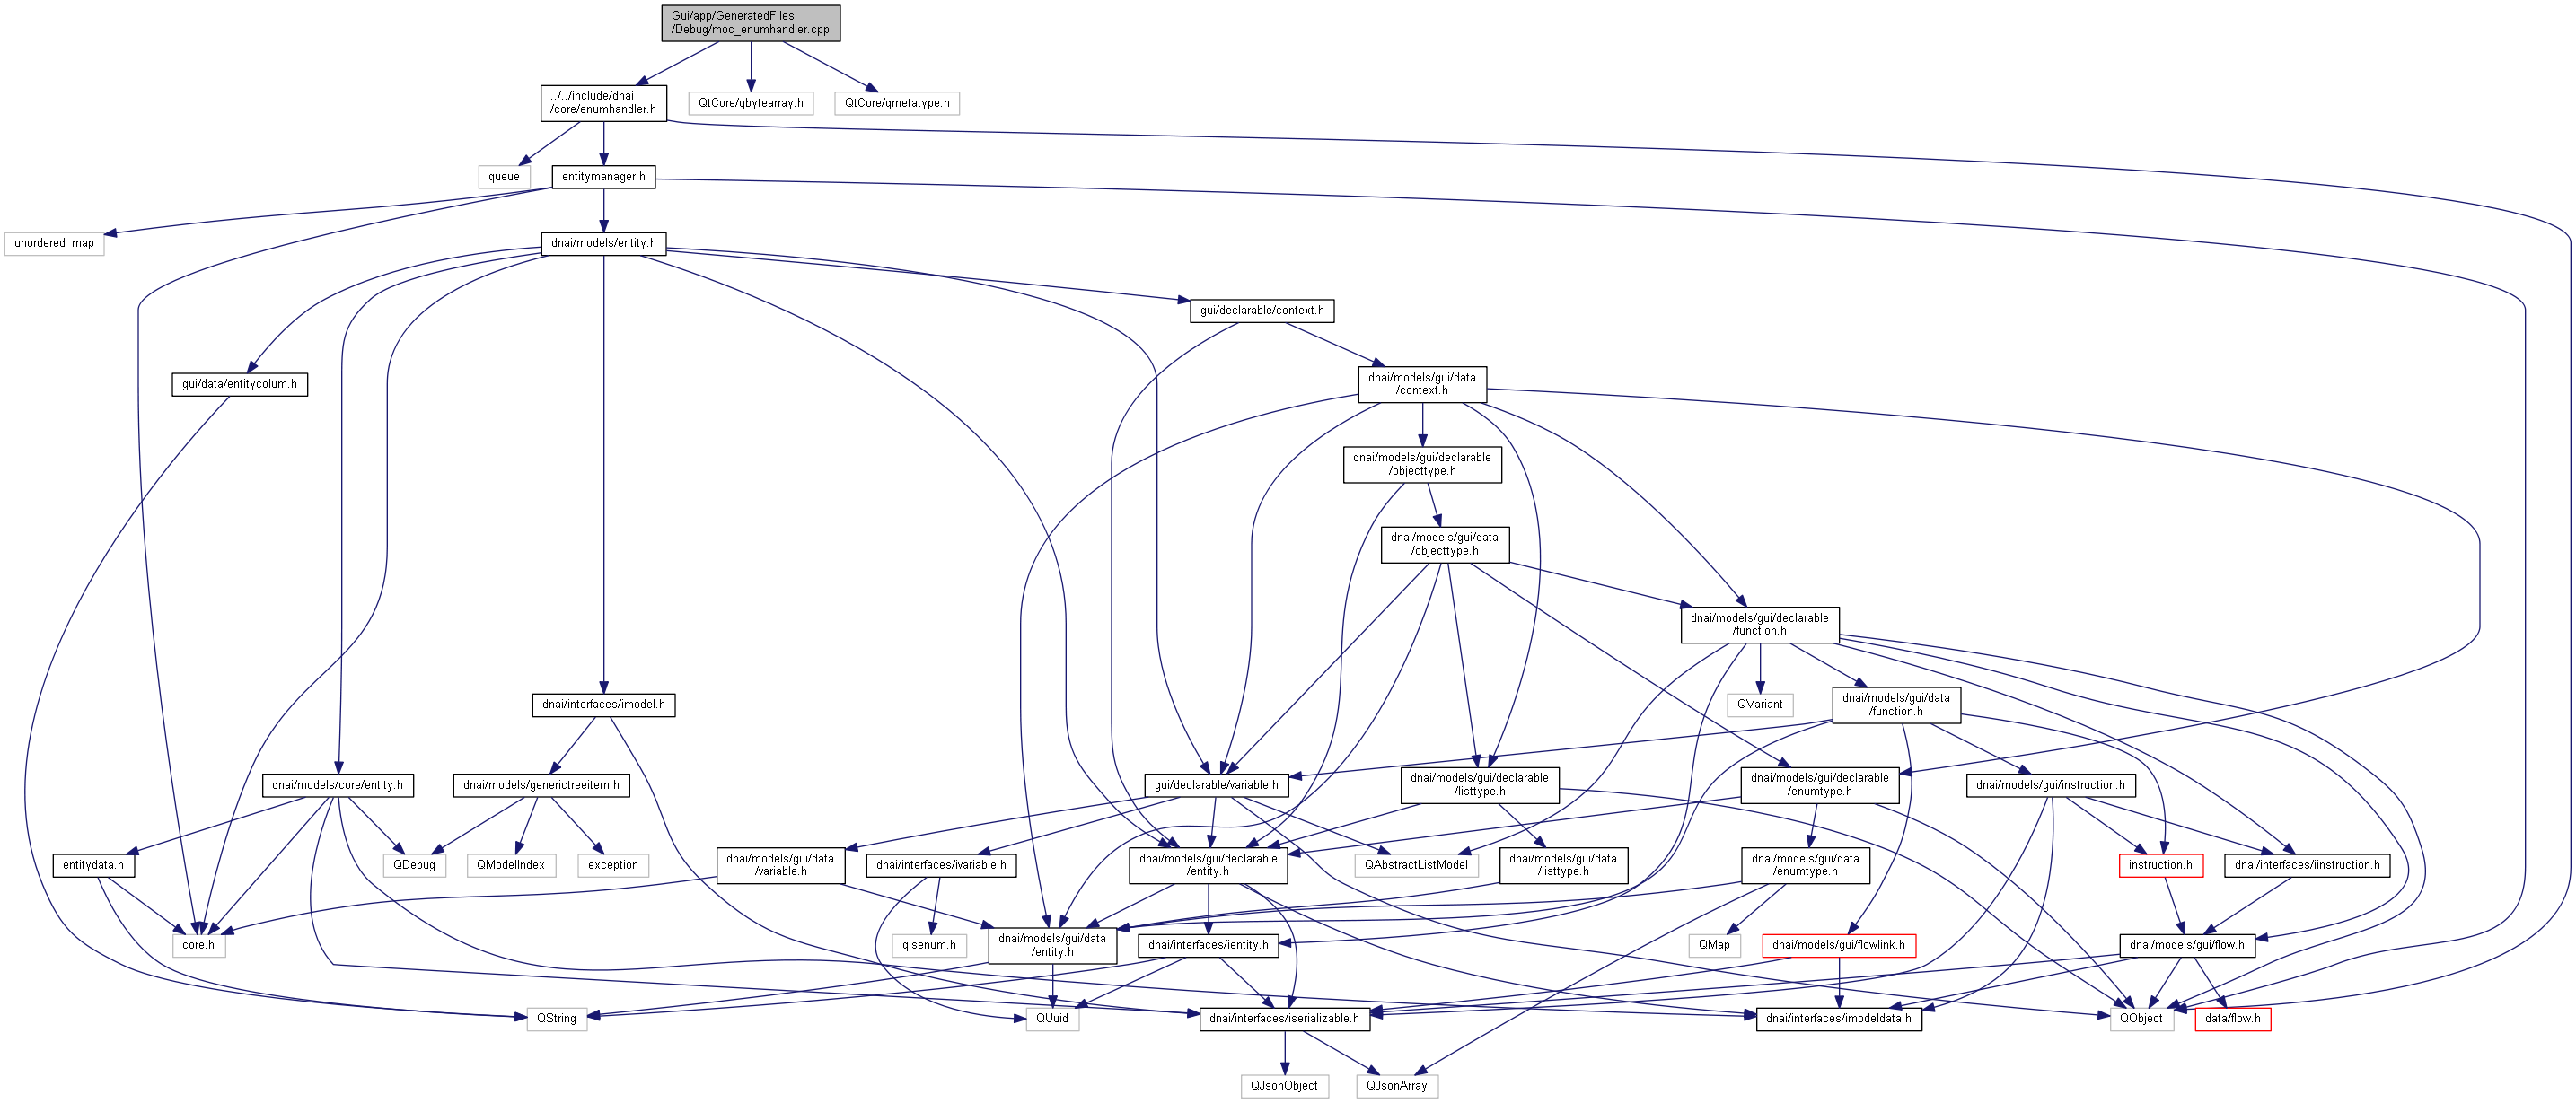 Gui/app/GeneratedFiles
/Debug/moc_enumhandler.cpp
../../include/dnai
/core/enumhandler.h
QtCore/qbytearray.h
QtCore/qmetatype.h
queue
entitymanager.h
unordered_map
dnai/models/entity.h
gui/declarable/context.h
gui/data/entitycolum.h
dnai/models/gui/data
/context.h
dnai/models/gui/declarable
/objecttype.h
dnai/models/gui/data
/objecttype.h
dnai/models/gui/declarable
/function.h
dnai/interfaces/imodel.h
QVariant
dnai/models/gui/data
/function.h
dnai/models/core/entity.h
dnai/models/generictreeitem.h
gui/declarable/variable.h
dnai/models/gui/declarable
/listtype.h
dnai/models/gui/declarable
/enumtype.h
dnai/models/gui/instruction.h
entitydata.h
QDebug
QModelIndex
exception
dnai/models/gui/data
/variable.h
dnai/interfaces/ivariable.h
dnai/models/gui/declarable
/entity.h
QAbstractListModel
dnai/models/gui/data
/listtype.h
dnai/models/gui/data
/enumtype.h
instruction.h
dnai/interfaces/iinstruction.h
core.h
qisenum.h
dnai/models/gui/data
/entity.h
dnai/interfaces/ientity.h
QMap
dnai/models/gui/flowlink.h
dnai/models/gui/flow.h
QString
QUuid
dnai/interfaces/iserializable.h
dnai/interfaces/imodeldata.h
QObject
data/flow.h
QJsonObject
QJsonArray